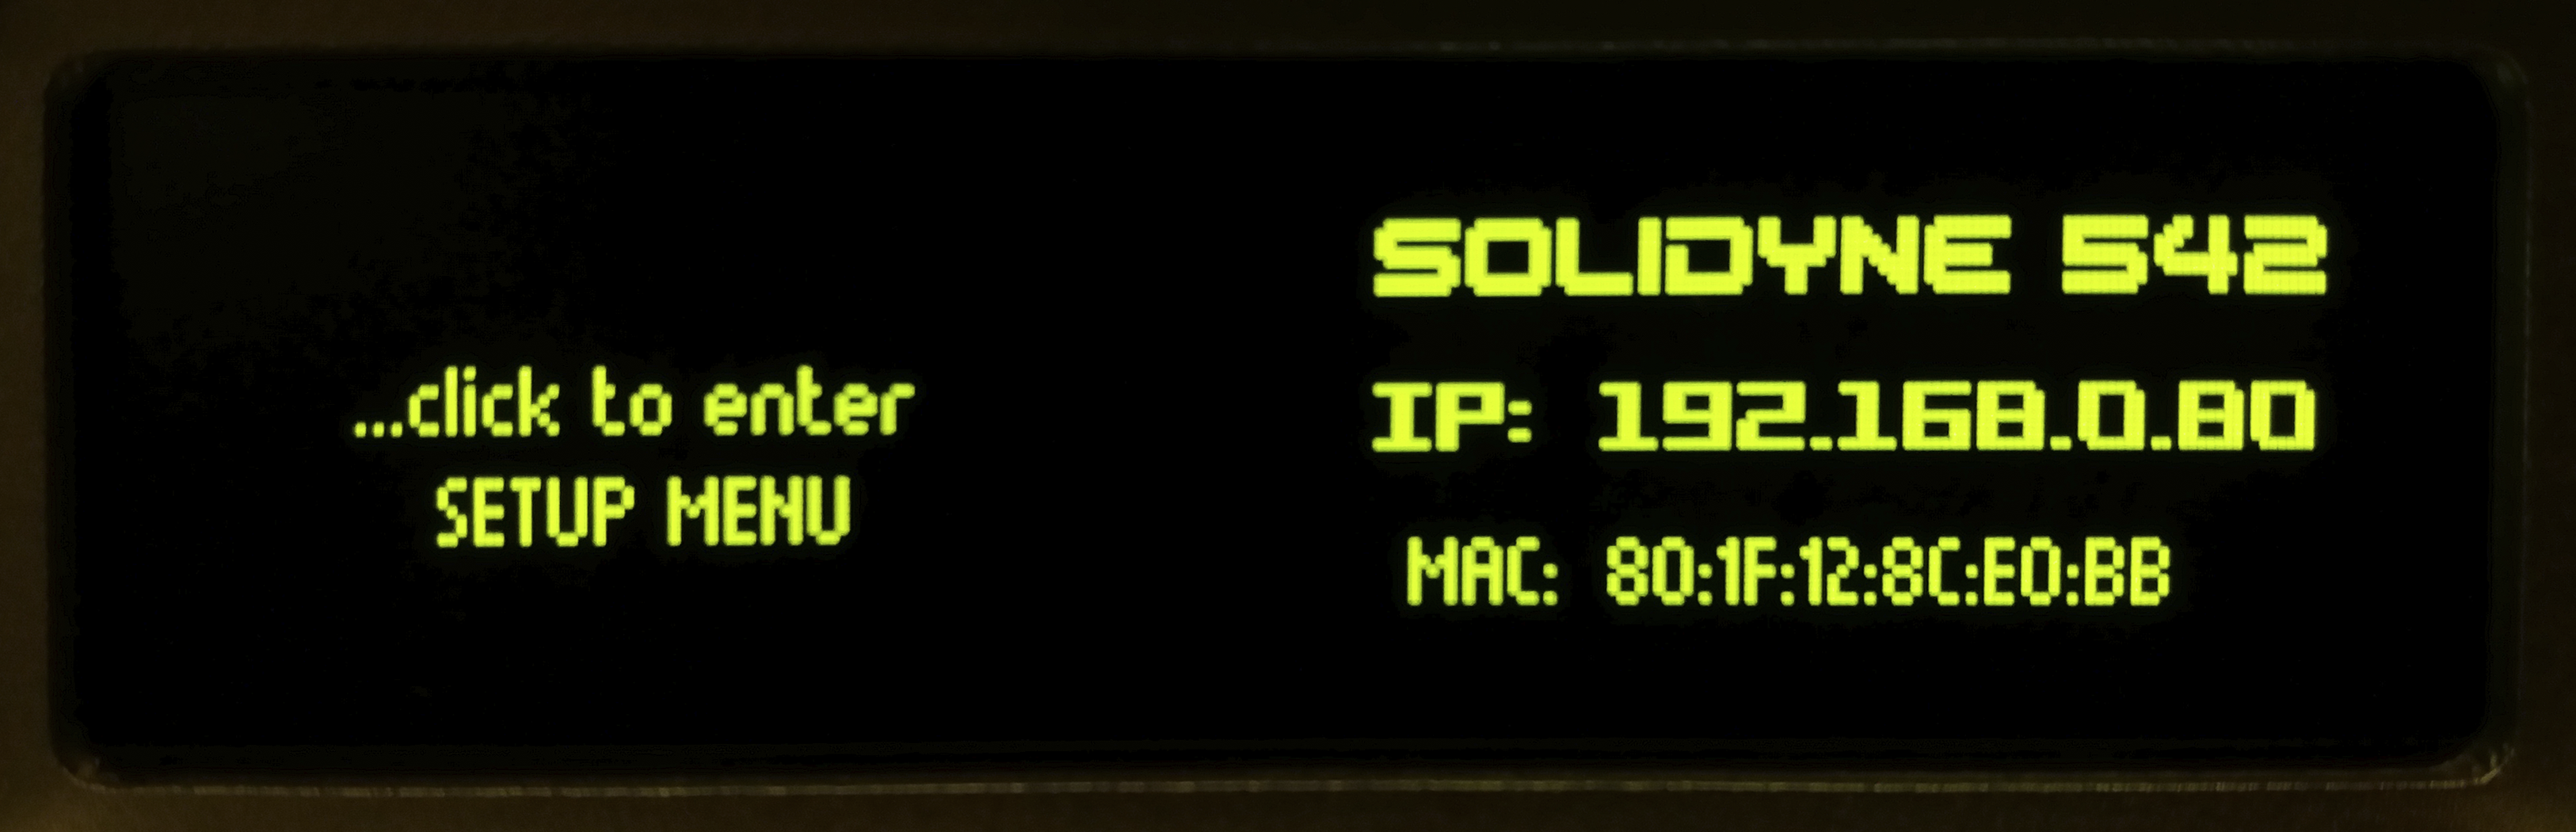 ...click to enter
SETUP MENU
SOLIDYNE 542
IP: 192.168.0.80
MAC: 80:1F:12:8C:E0:BB